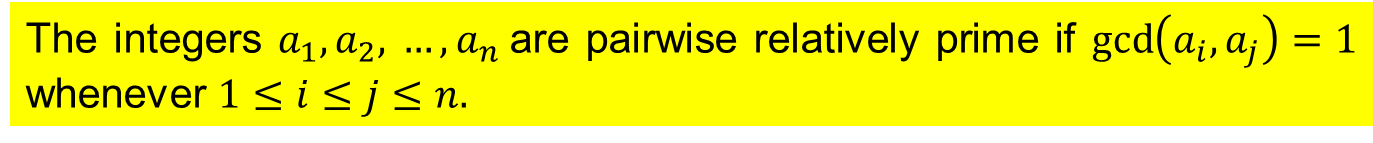 The integers 𝑎₁, 𝑎₂, …, 𝑎ₙ are pairwise relatively prime if gcd(𝑎ᵢ, 𝑎ⱼ) = 1
whenever 1 ≤ 𝑖 ≤ 𝑗 ≤ 𝑛.